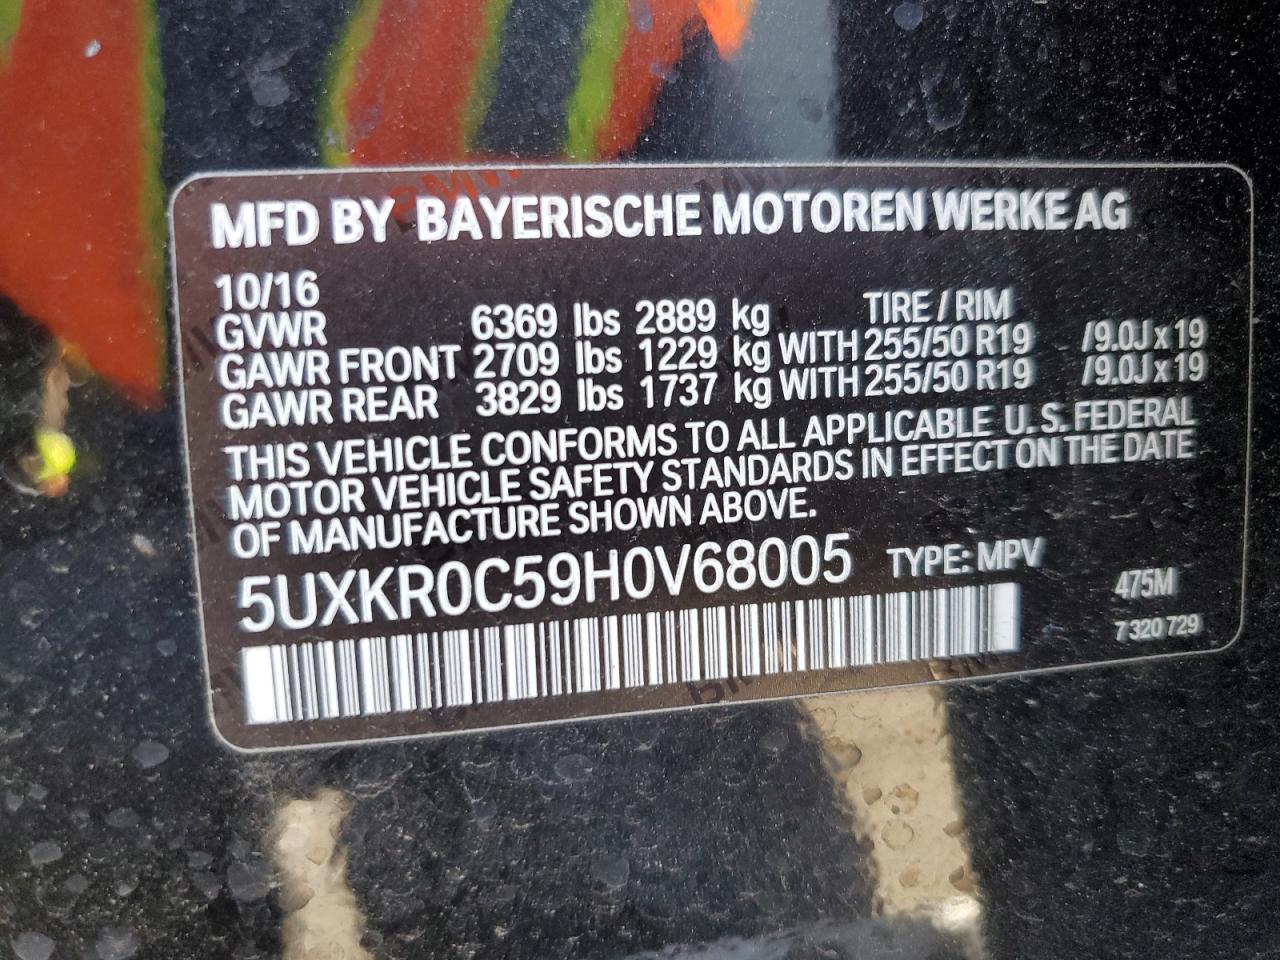 MFD BY BAYERISCHE MOTOREN WERKE AG
10/16
GVWR 6369 lbs 2889 kg TIRE / RIM
GAWR FRONT 2709 lbs 1229 kg WITH 255/50 R19 /9.0J x 19
GAWR REAR 3829 lbs 1737 kg WITH 255/50 R19 /9.0J x 19
THIS VEHICLE CONFORMS TO ALL APPLICABLE U.S. FEDERAL
MOTOR VEHICLE SAFETY STANDARDS IN EFFECT ON THE DATE
OF MANUFACTURE SHOWN ABOVE.
5UXKR0C59H0V68005 TYPE: MPV
475M
7 320 729